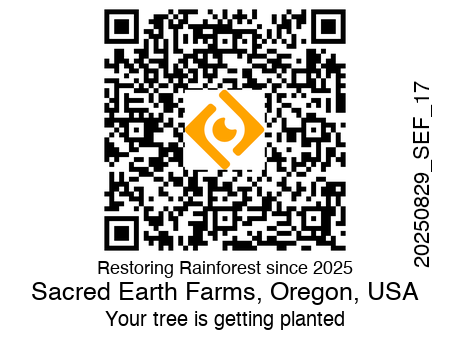 Restoring Rainforest since 2025
Sacred Earth Farms, Oregon, USA
Your tree is getting planted
20250829_SEF_17